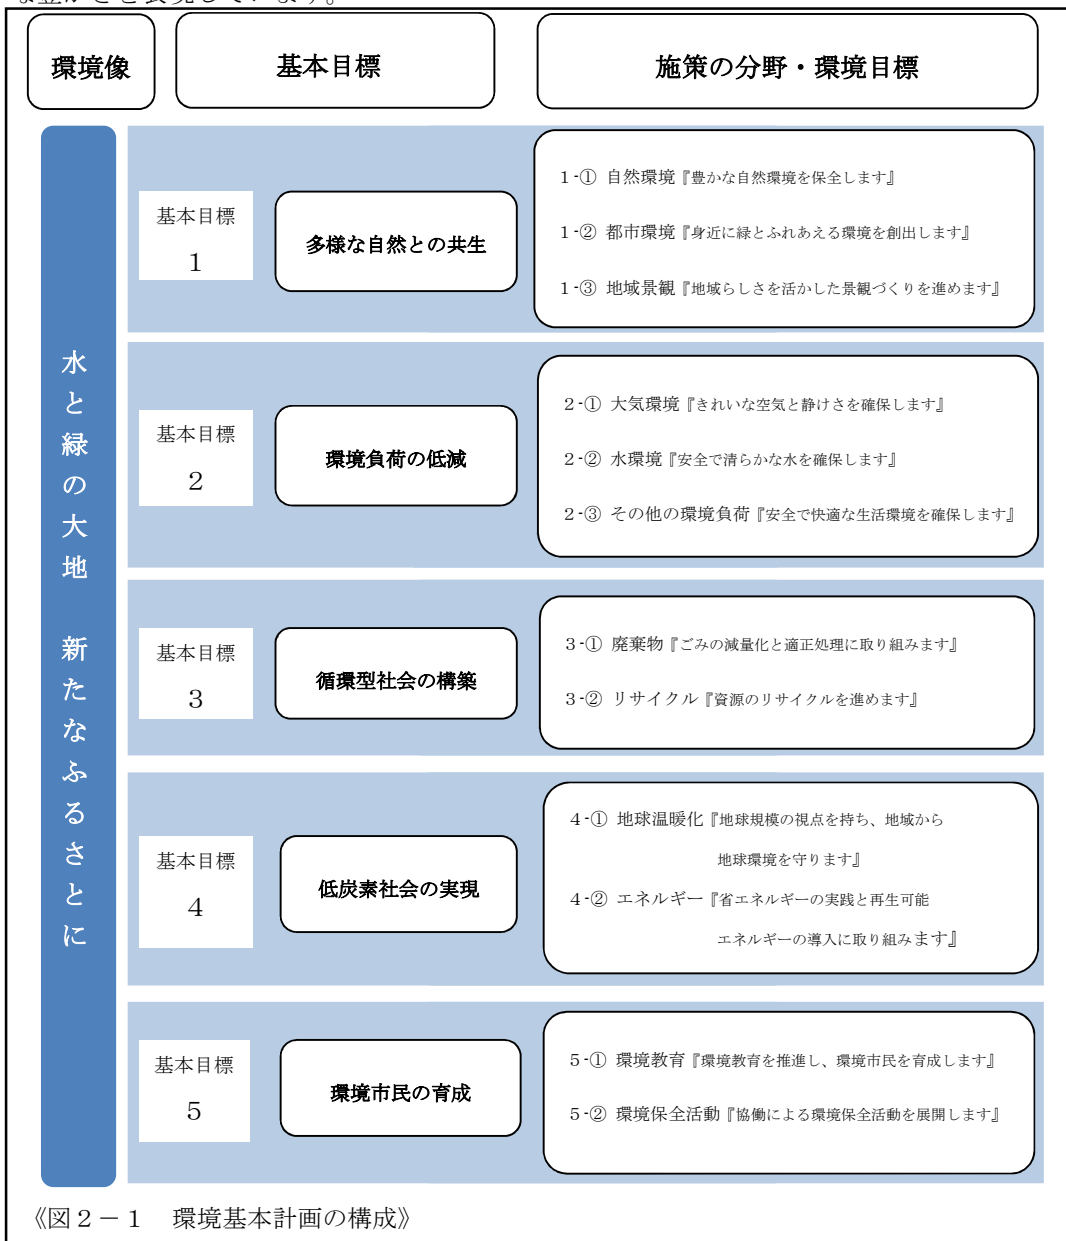 な豊かさを表現しています。
環境像
基本目標
施策の分野・環境目標
水と緑の大地　新たなふるさとに
基本目標
1
多様な自然との共生
1-① 自然環境『豊かな自然環境を保全します』
1-② 都市環境『身近に緑とふれあえる環境を創出します』
1-③ 地域景観『地域らしさを活かした景観づくりを進めます』
基本目標
2
環境負荷の低減
2-① 大気環境『きれいな空気と静けさを確保します』
2-② 水環境『安全で清らかな水を確保します』
2-③ その他の環境負荷『安全で快適な生活環境を確保します』
基本目標
3
循環型社会の構築
3-① 廃棄物『ごみの減量化と適正処理に取り組みます』
3-② リサイクル『資源のリサイクルを進めます』
基本目標
4
低炭素社会の実現
4-① 地球温暖化『地球規模の視点を持ち、地域から
地球環境を守ります』
4-② エネルギー『省エネルギーの実践と再生可能
エネルギーの導入に取り組みます』
基本目標
5
環境市民の育成
5-① 環境教育『環境教育を推進し、環境市民を育成します』
5-② 環境保全活動『協働による環境保全活動を展開します』
《図２－１　環境基本計画の構成》